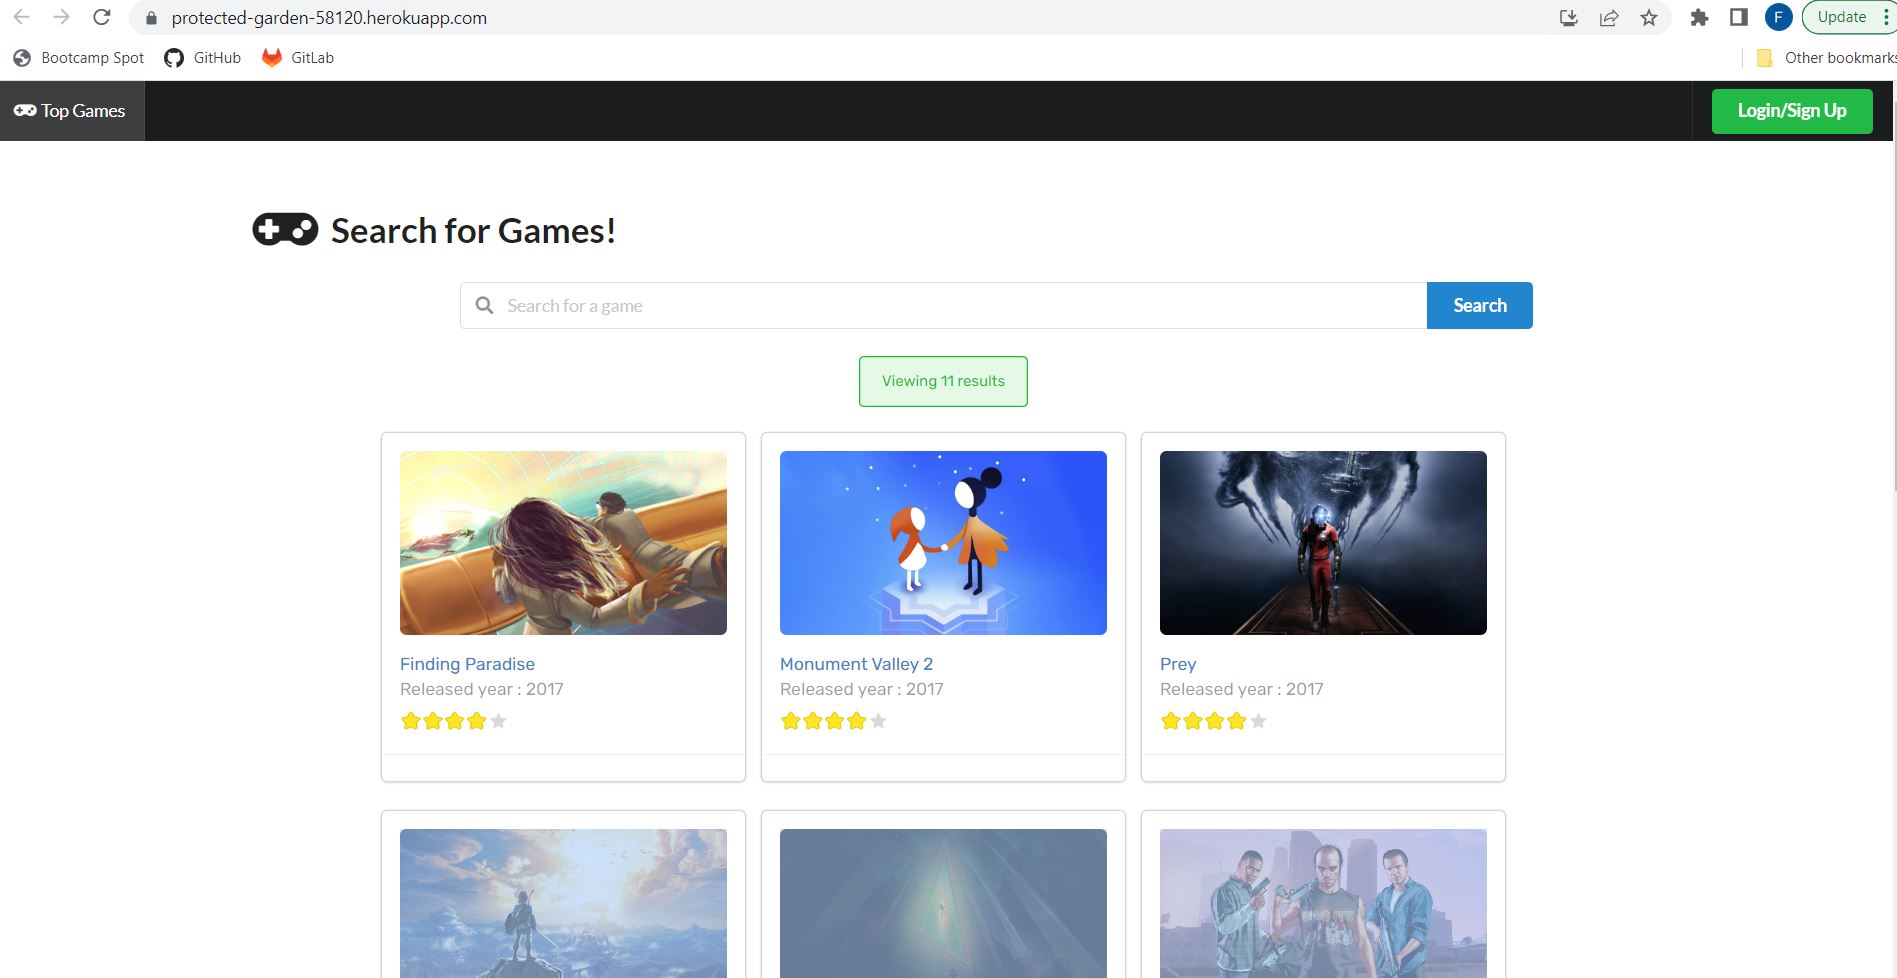 protected-garden-58120.herokuapp.com
F
Update
Bootcamp Spot GitHub GitLab Other bookmarks
Top Games Login/Sign Up
Search for Games!
Search for a game Search
Viewing 11 results
Finding Paradise
Released year : 2017
Monument Valley 2
Released year : 2017
Prey
Released year : 2017